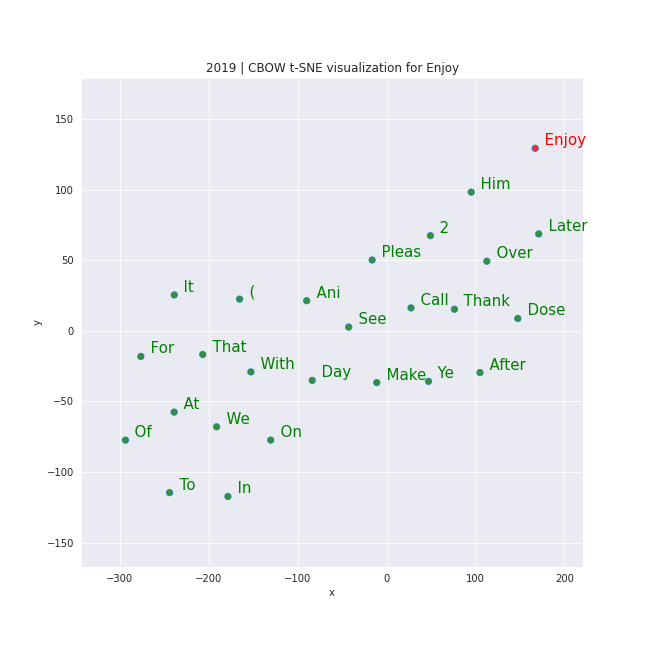 2019 | CBOW t-SNE visualization for Enjoy
150
100
50
0
−50
−100
−150
y
Enjoy
Him
Later
2
Over
Pleas
It
(
Ani
Call
Thank
Dose
See
For
That
With
Day
Make
Ye
After
At
We
Of
On
To
In
−300
−200
−100
0
100
200
x